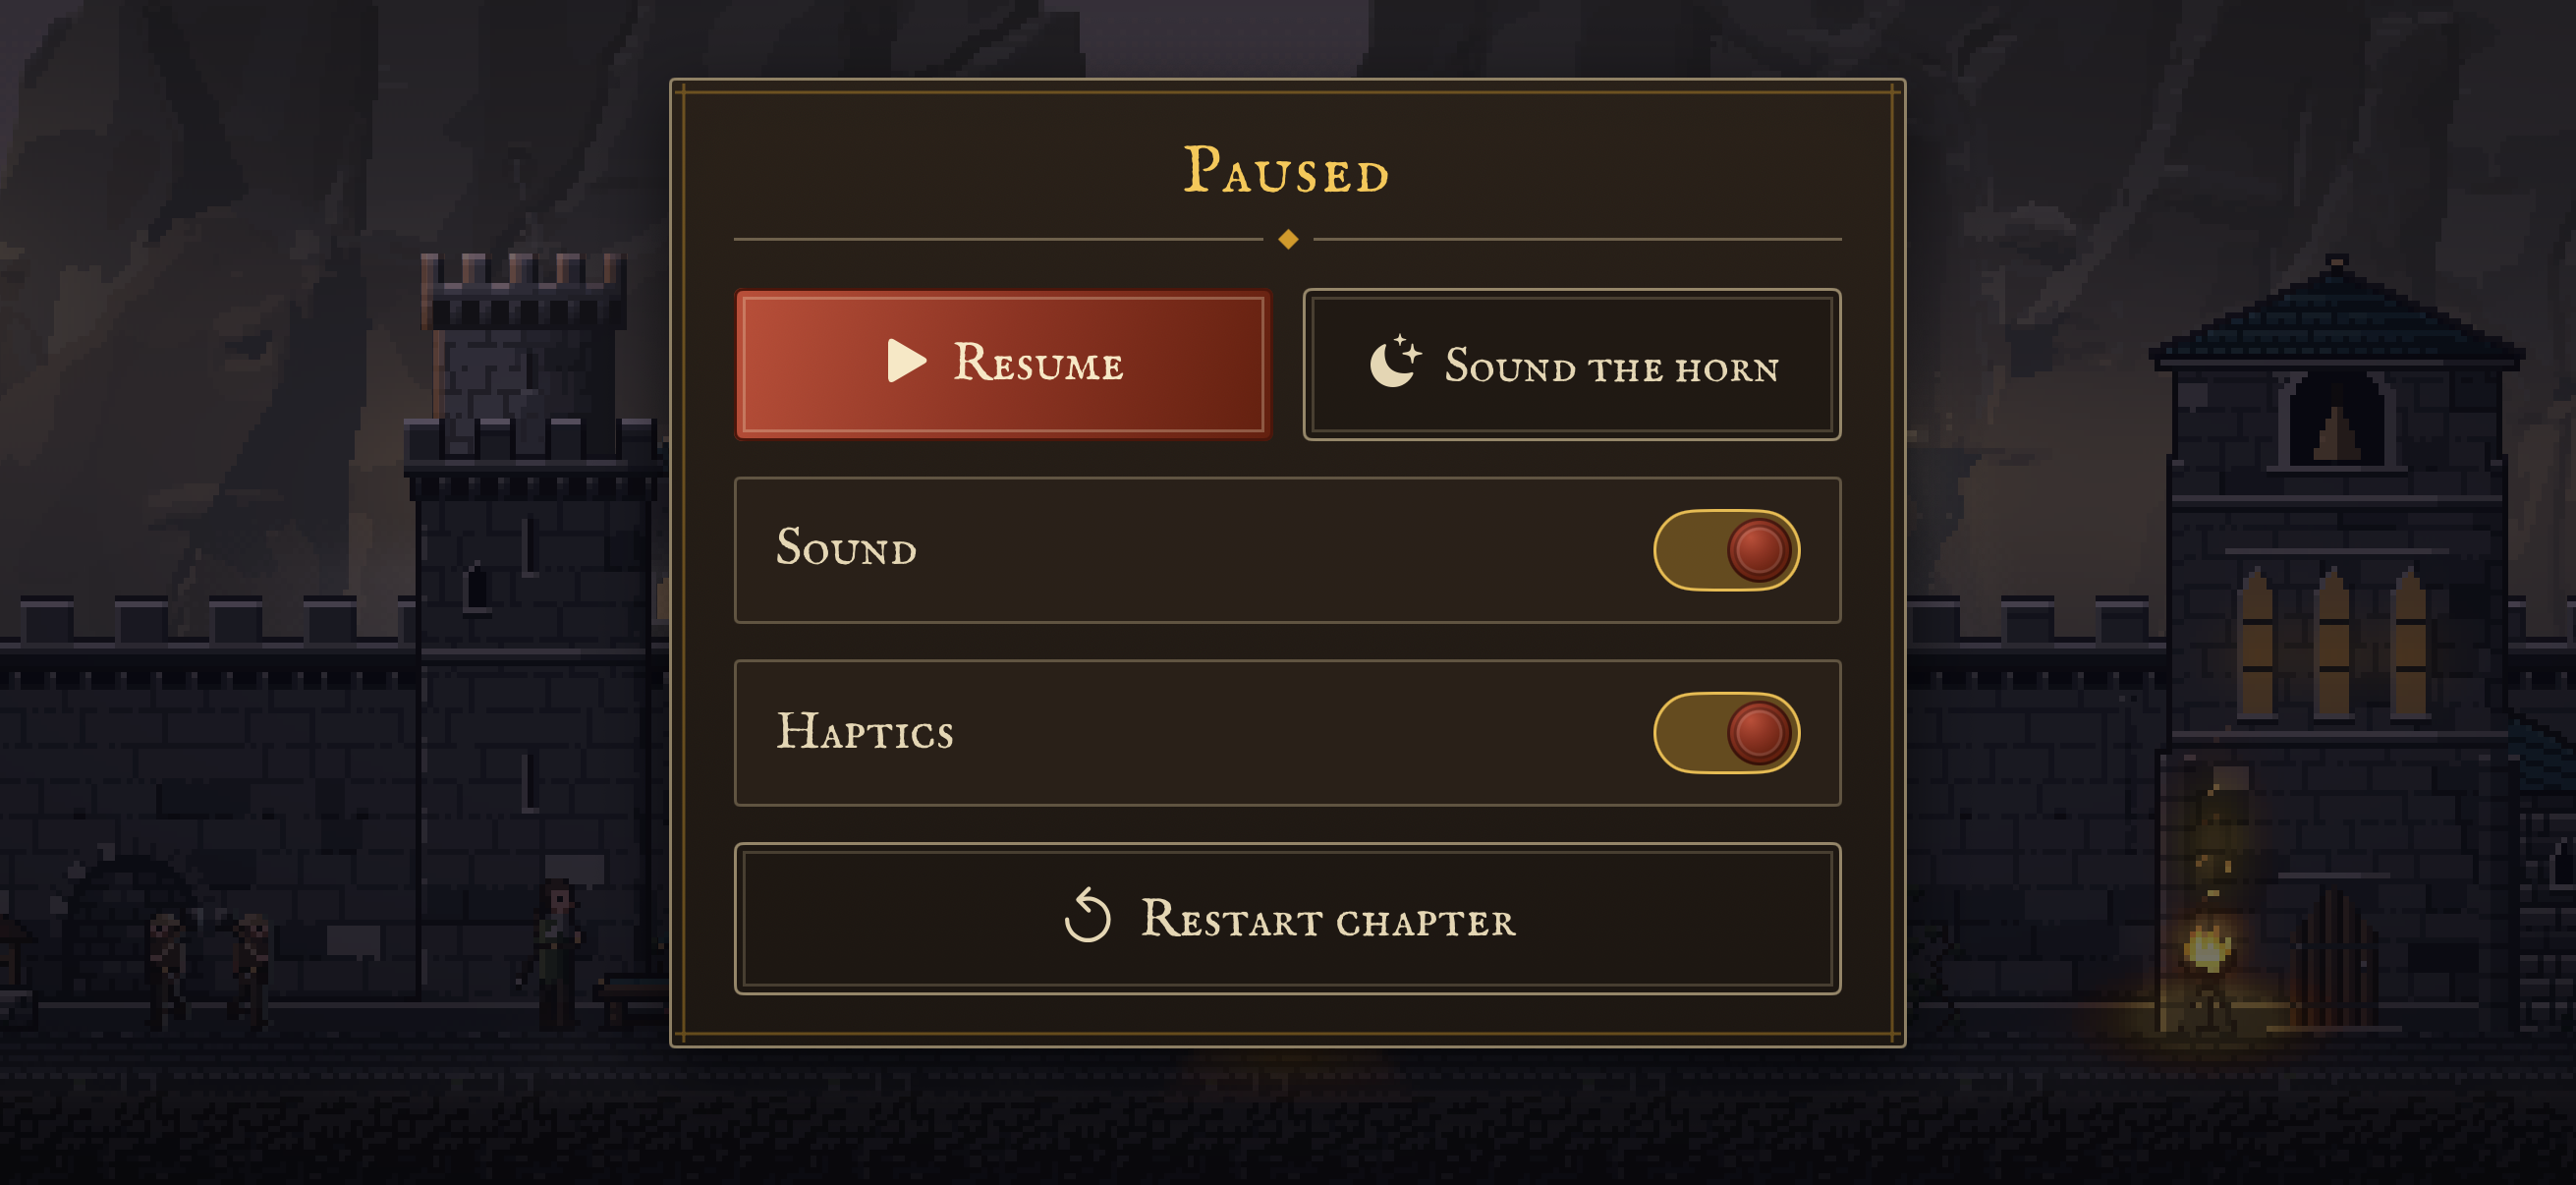 Paused
Resume
Sound the horn
Sound
Haptics
Restart chapter